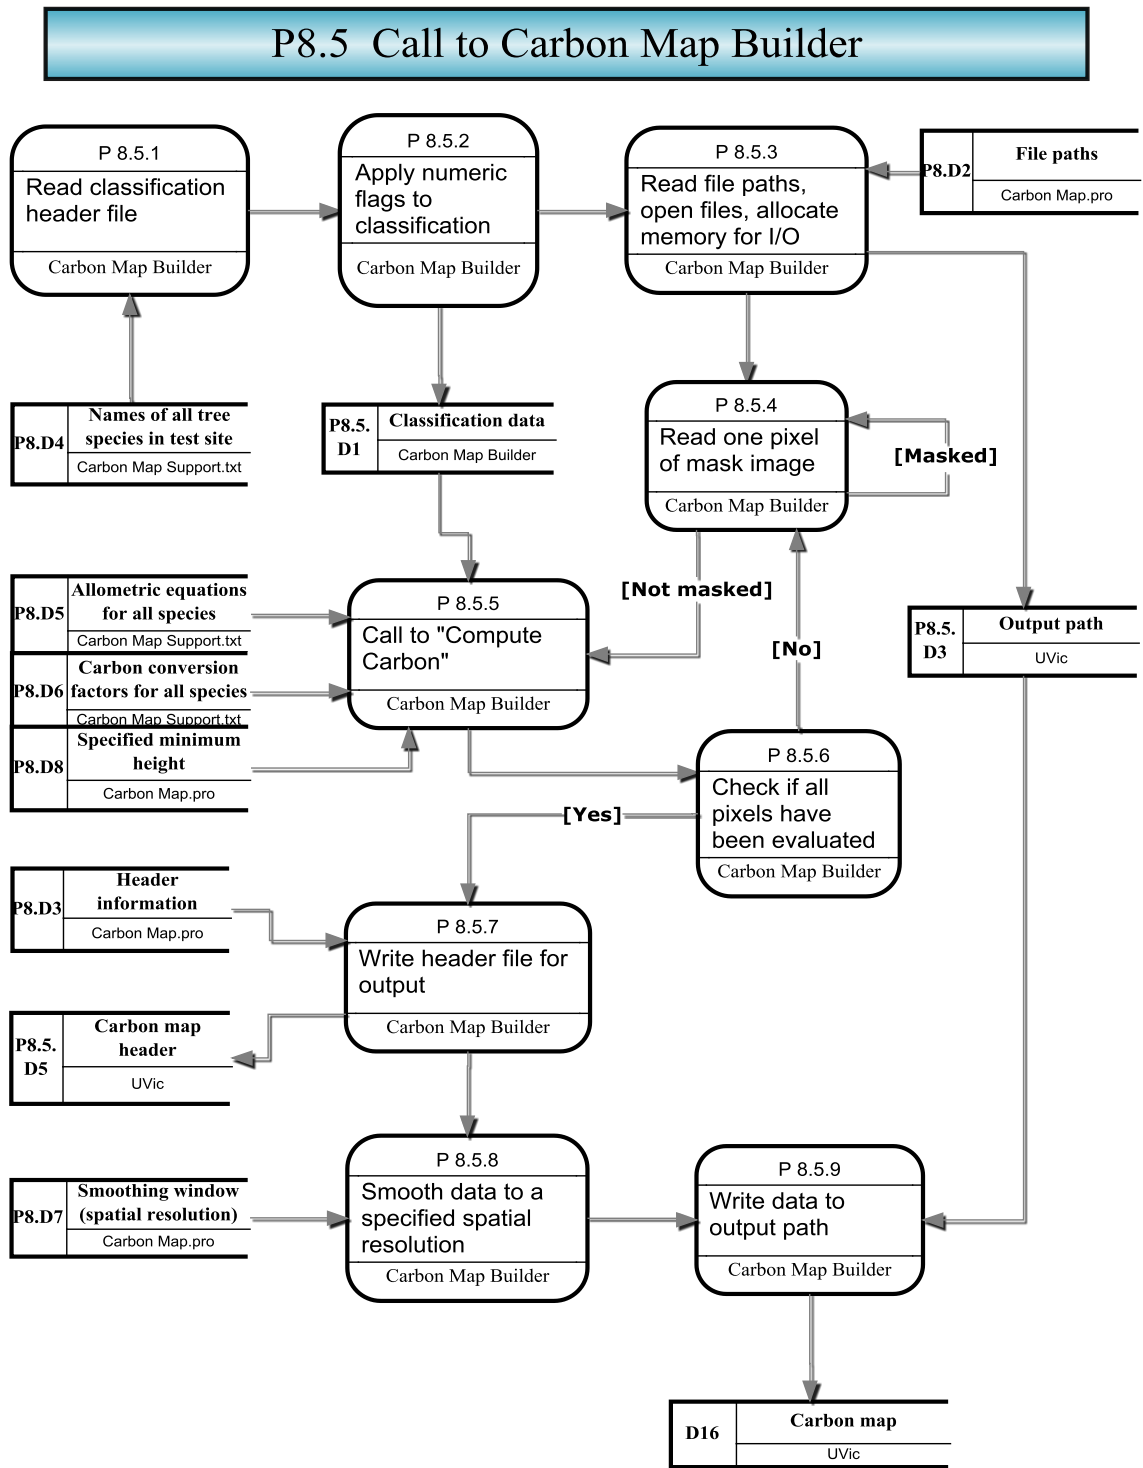 P8.5 Call to Carbon Map Builder
P 8.5.1
Read classification
header file
Carbon Map Builder
P 8.5.2
Apply numeric
flags to
classification
Carbon Map Builder
P 8.5.3
Read file paths,
open files, allocate
memory for I/O
Carbon Map Builder
P8.D2
File paths
Carbon Map.pro
P8.D4
Names of all tree
species in test site
Carbon Map Support.txt
P8.5.
D1
Classification data
Carbon Map Builder
P 8.5.4
Read one pixel
of mask image
Carbon Map Builder
[Masked]
[Not masked]
P8.D5
Allometric equations
for all species
Carbon Map Support.txt
P8.D6
Carbon conversion
factors for all species
Carbon Map Support.txt
P8.D8
Specified minimum
height
Carbon Map.pro
P 8.5.5
Call to "Compute
Carbon"
Carbon Map Builder
[No]
P8.5.
D3
Output path
UVic
P 8.5.6
Check if all
pixels have
been evaluated
Carbon Map Builder
[Yes]
P8.D3
Header
information
Carbon Map.pro
P 8.5.7
Write header file for
output
Carbon Map Builder
P8.5.
D5
Carbon map
header
UVic
P8.D7
Smoothing window
(spatial resolution)
Carbon Map.pro
P 8.5.8
Smooth data to a
specified spatial
resolution
Carbon Map Builder
P 8.5.9
Write data to
output path
Carbon Map Builder
D16
Carbon map
UVic